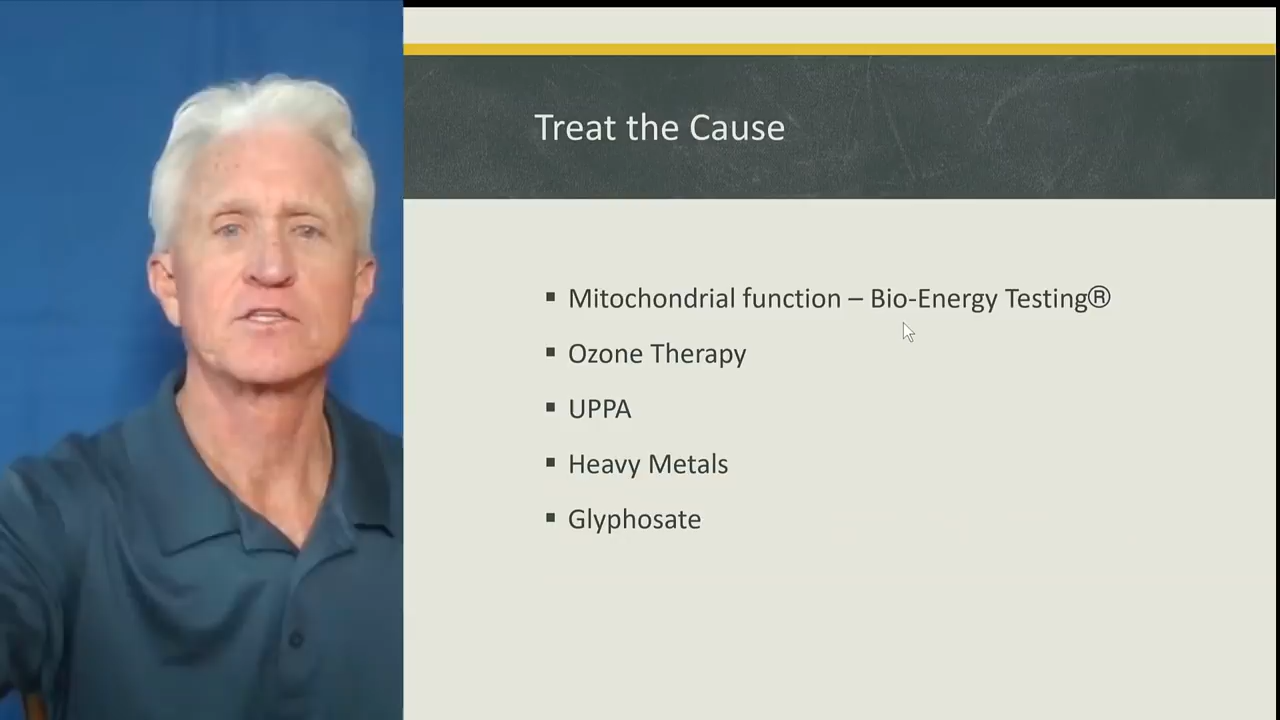 Treat the Cause
▪ Mitochondrial function – Bio-Energy Testing®
▪ Ozone Therapy
▪ UPPA
▪ Heavy Metals
▪ Glyphosate